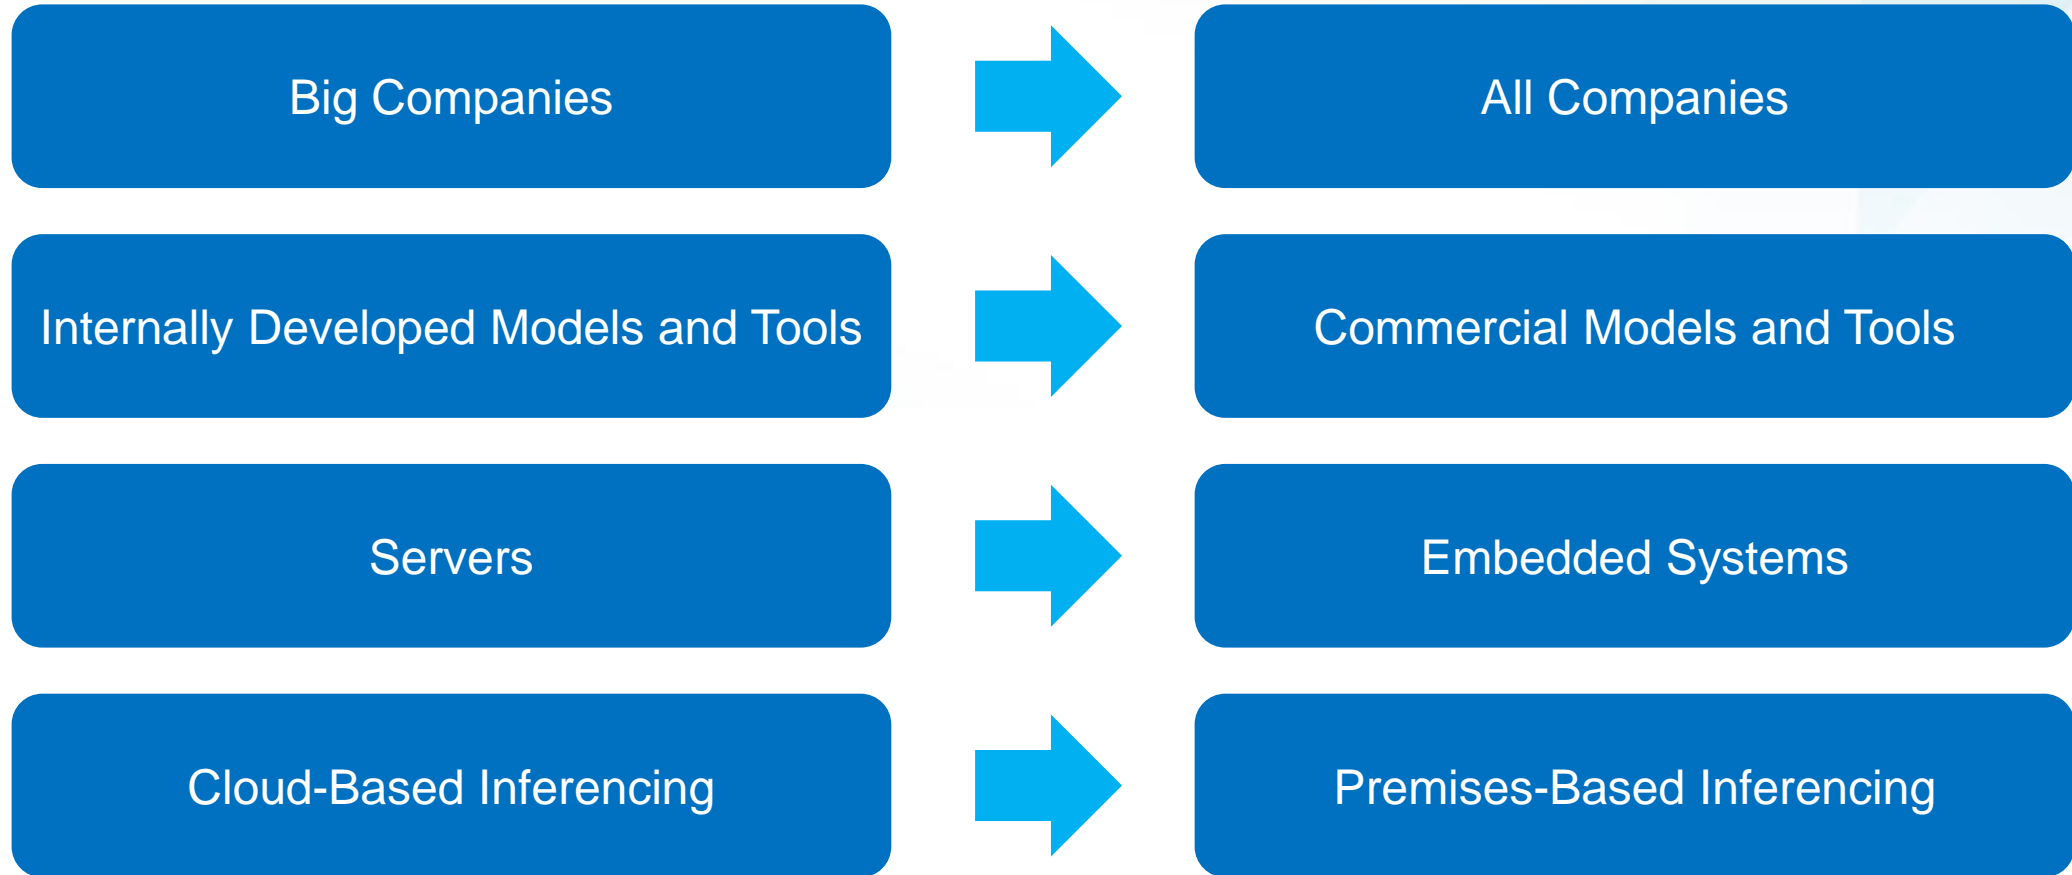 Big Companies
All Companies
Internally Developed Models and Tools
Commercial Models and Tools
Servers
Embedded Systems
Cloud-Based Inferencing
Premises-Based Inferencing